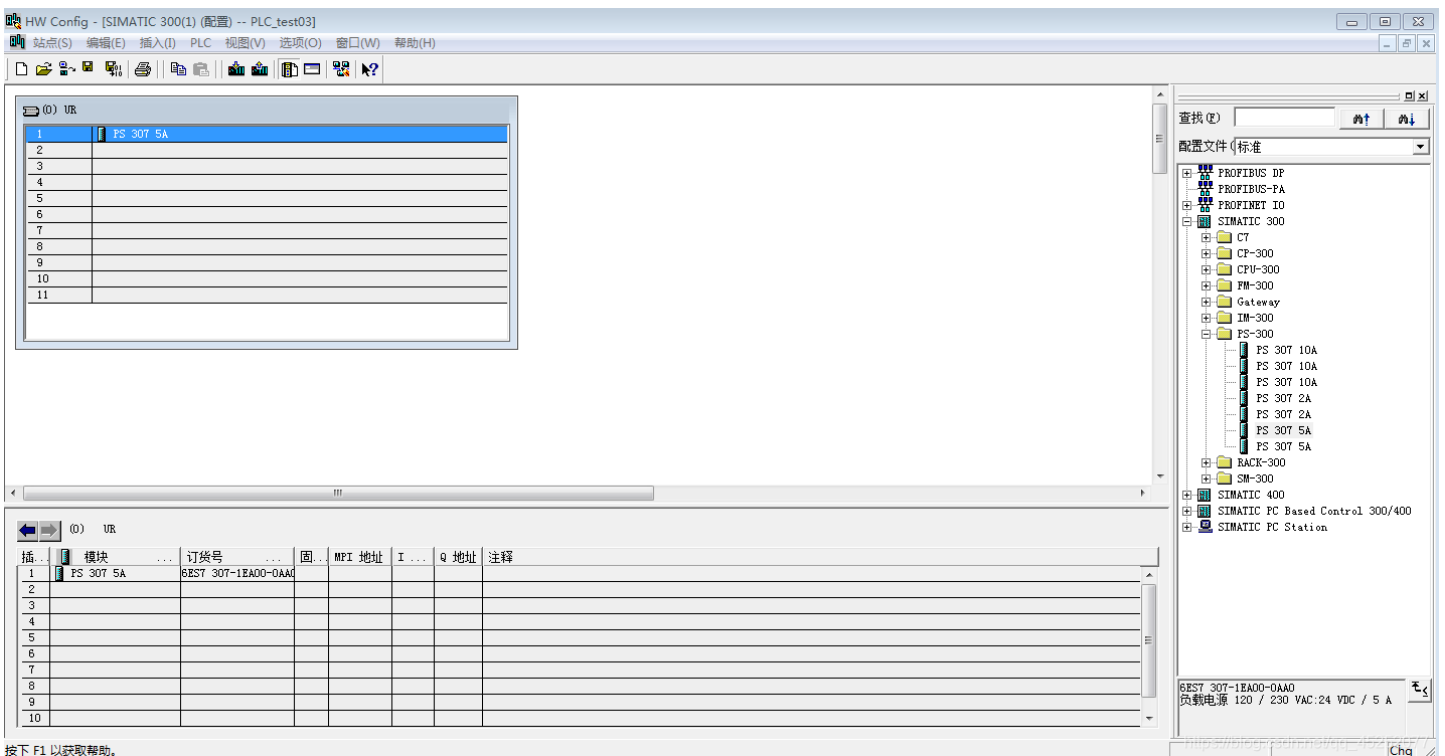 HW Config - [SIMATIC 300(1) (配置) -- PLC_test03]
站点(S) 编辑(E) 插入(I) PLC 视图(V) 选项(O) 窗口(W) 帮助(H)
(0) UR
1 PS 307 5A
2
3
4
5
6
7
8
9
10
11
(0) UR
插... 模块 ... 订货号 ... 固... MPI 地址 I ... Q 地址 注释
1 PS 307 5A 6ES7 307-1EA00-0AA0
2
3
4
5
6
7
8
9
10
查找(F)
配置文件( 标准
PROFIBUS DP
PROFIBUS-PA
PROFINET IO
SIMATIC 300
C7
CP-300
CPU-300
FM-300
Gateway
IM-300
PS-300
PS 307 10A
PS 307 10A
PS 307 10A
PS 307 2A
PS 307 2A
PS 307 5A
PS 307 5A
RACK-300
SM-300
SIMATIC 400
SIMATIC PC Based Control 300/400
SIMATIC PC Station
6ES7 307-1EA00-0AA0
负载电源 120 / 230 VAC:24 VDC / 5 A
按下 F1 以获取帮助。
Chg